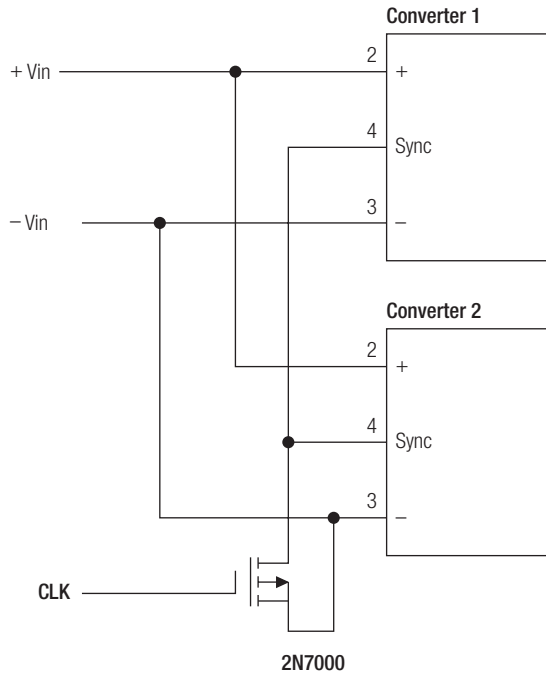 Converter 1
2
+ Vin
+
4
Sync
3
– Vin
–
Converter 2
2
+
4
Sync
3
–
CLK
2N7000